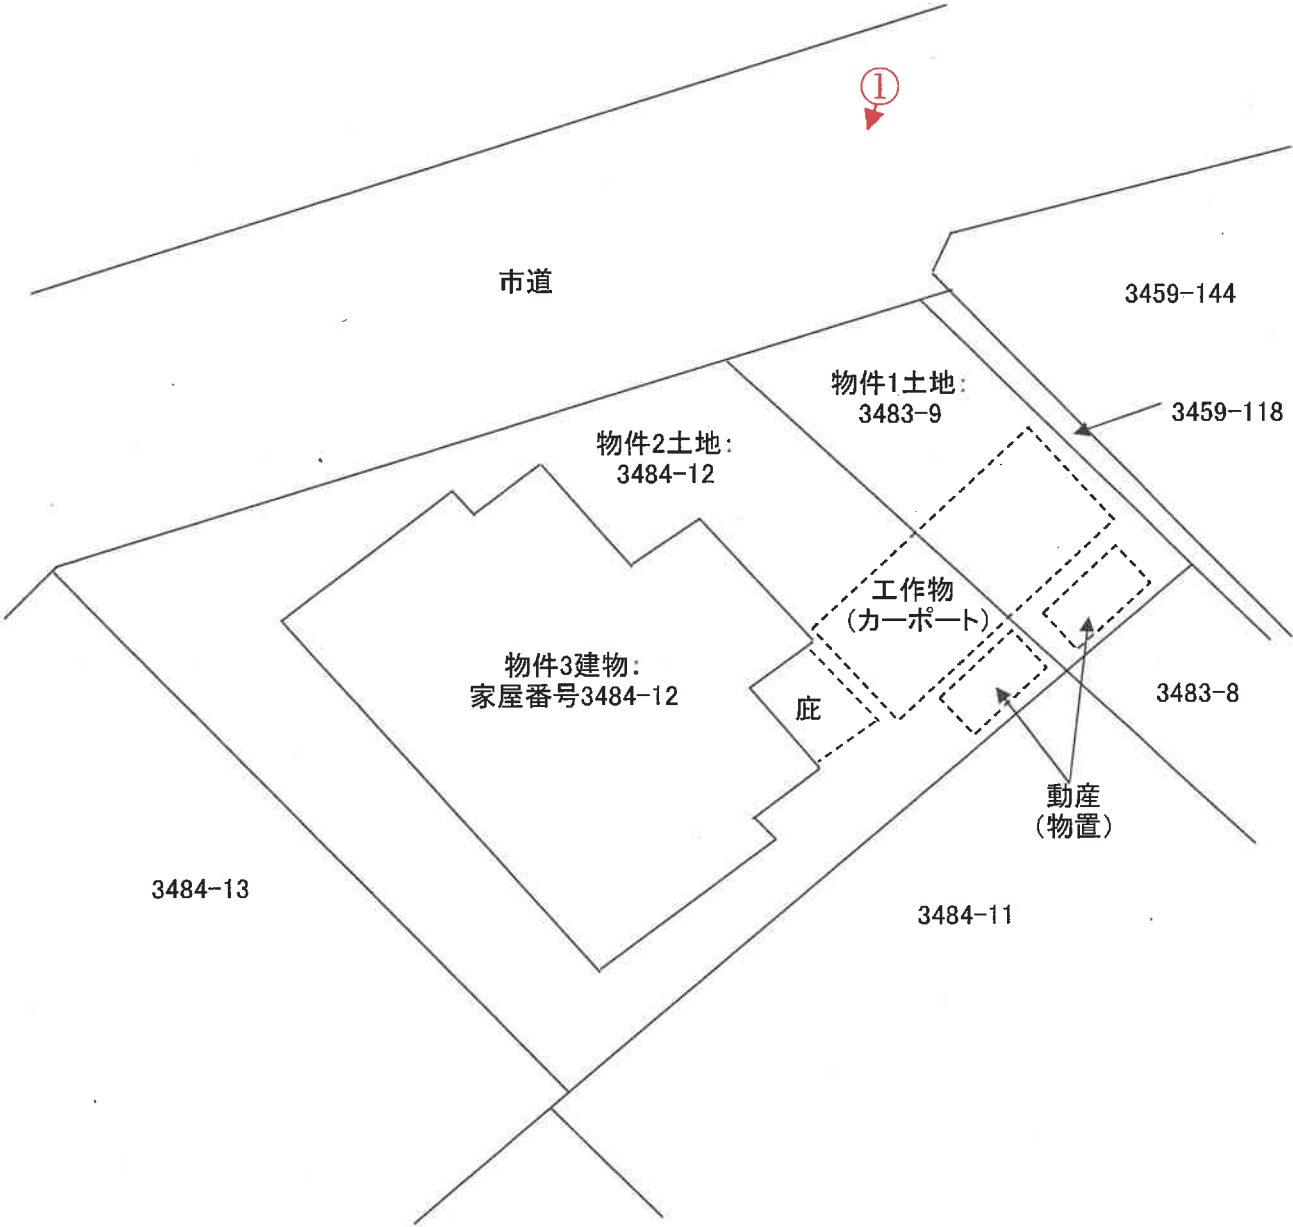 ①
市道
3459-144
物件1土地:
3483-9
3459-118
物件2土地:
3484-12
工作物
(カーポート)
物件3建物:
家屋番号3484-12
庇
3483-8
動産
(物置)
3484-13
3484-11